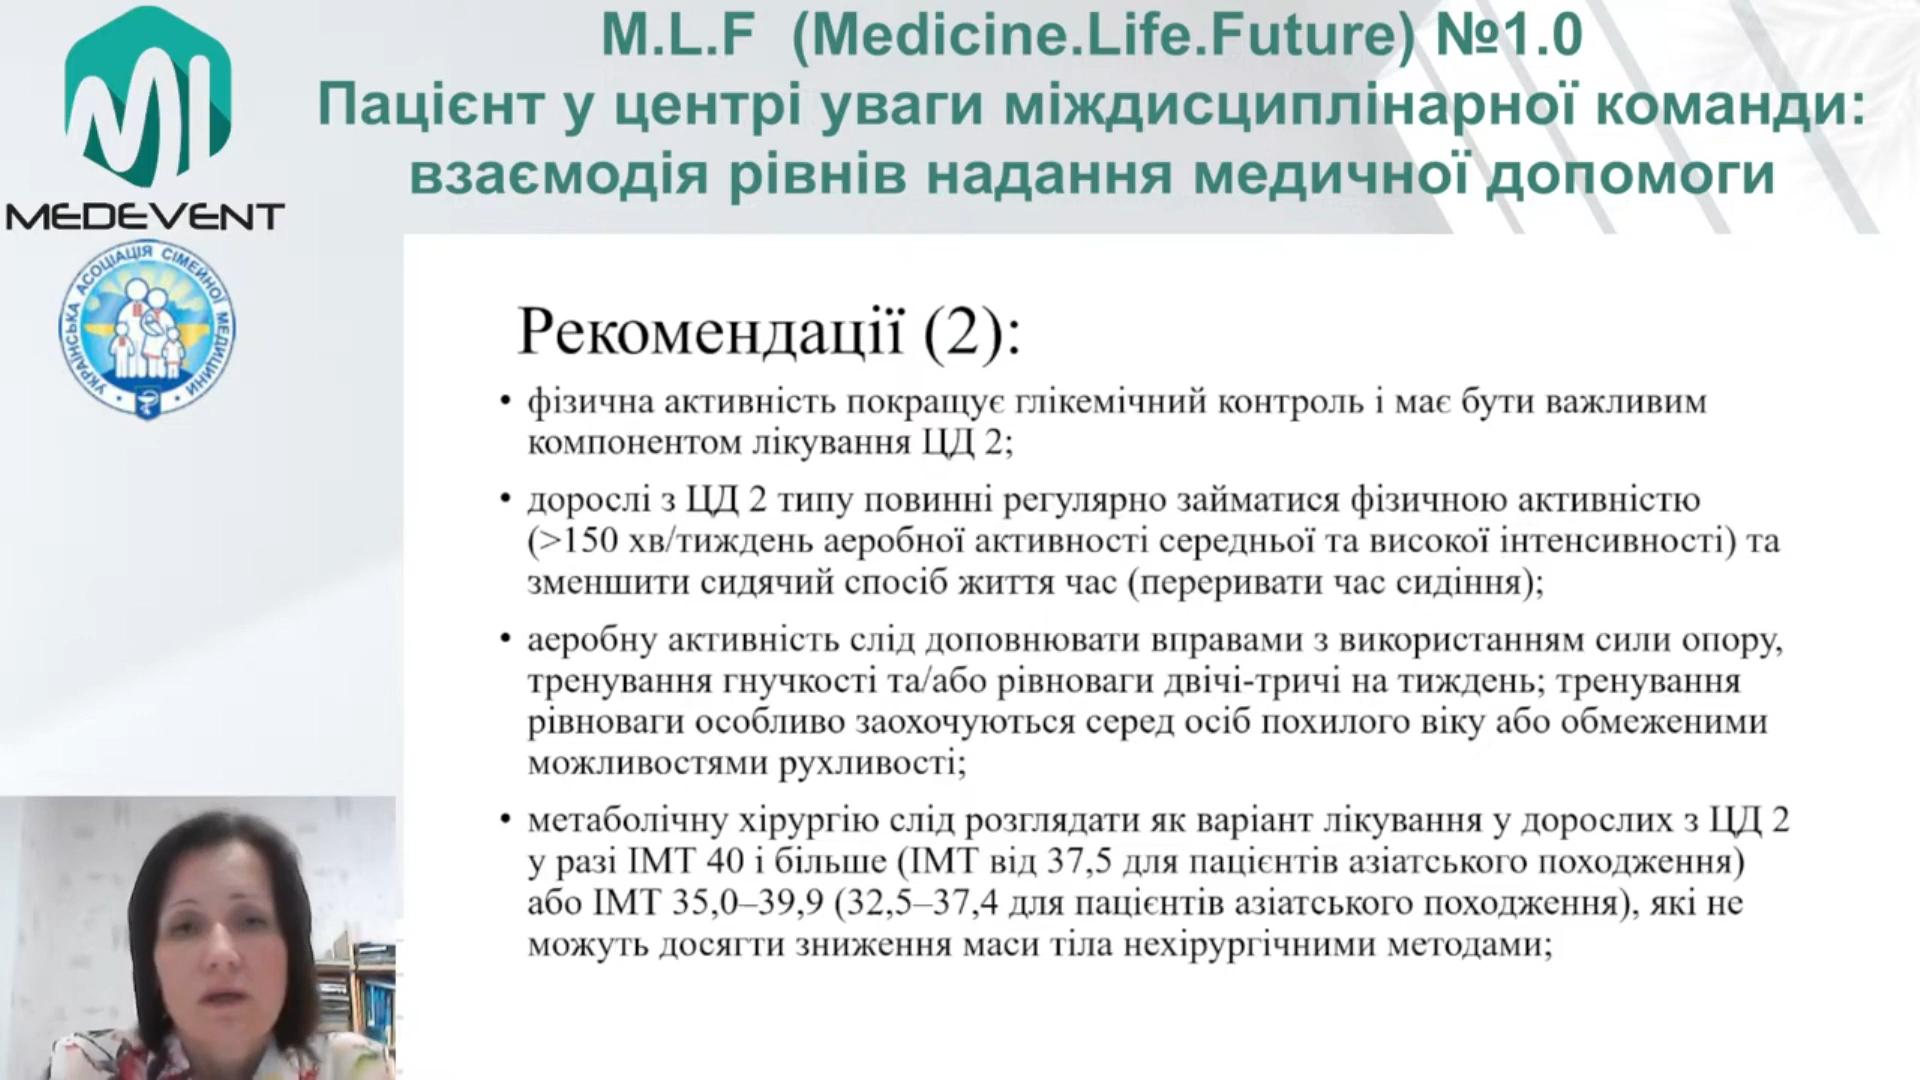 M.L.F (Medicine.Life.Future) №1.0
Пацієнт у центрі уваги міждисциплінарної команди:
взаємодія рівнів надання медичної допомоги
MEDEVENT
УКРАЇНСЬКА АСОЦІАЦІЯ СІМЕЙНОЇ МЕДИЦИНИ
Рекомендації (2):
• фізична активність покращує глікемічний контроль і має бути важливим
компонентом лікування ЦД 2;
• дорослі з ЦД 2 типу повинні регулярно займатися фізичною активністю
(>150 хв/тиждень аеробної активності середньої та високої інтенсивності) та
зменшити сидячий спосіб життя час (переривати час сидіння);
• аеробну активність слід доповнювати вправами з використанням сили опору,
тренування гнучкості та/або рівноваги двічі-тричі на тиждень; тренування
рівноваги особливо заохочуються серед осіб похилого віку або обмеженими
можливостями рухливості;
• метаболічну хірургію слід розглядати як варіант лікування у дорослих з ЦД 2
у разі ІМТ 40 і більше (ІМТ від 37,5 для пацієнтів азіатського походження)
або ІМТ 35,0–39,9 (32,5–37,4 для пацієнтів азіатського походження), які не
можуть досягти зниження маси тіла нехірургічними методами;